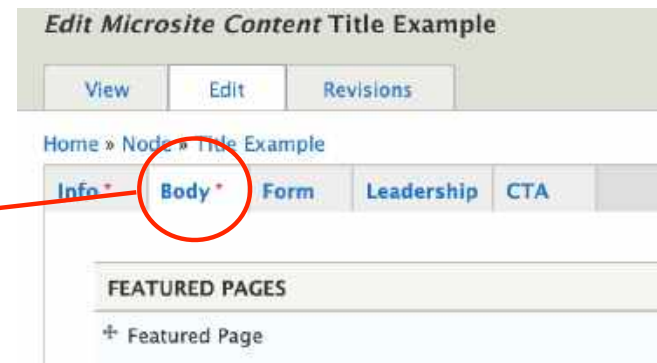 Edit Microsite Content Title Example
View Edit Revisions
Home » Node » Title Example
Info * Body * Form Leadership CTA
FEATURED PAGES
Featured Page